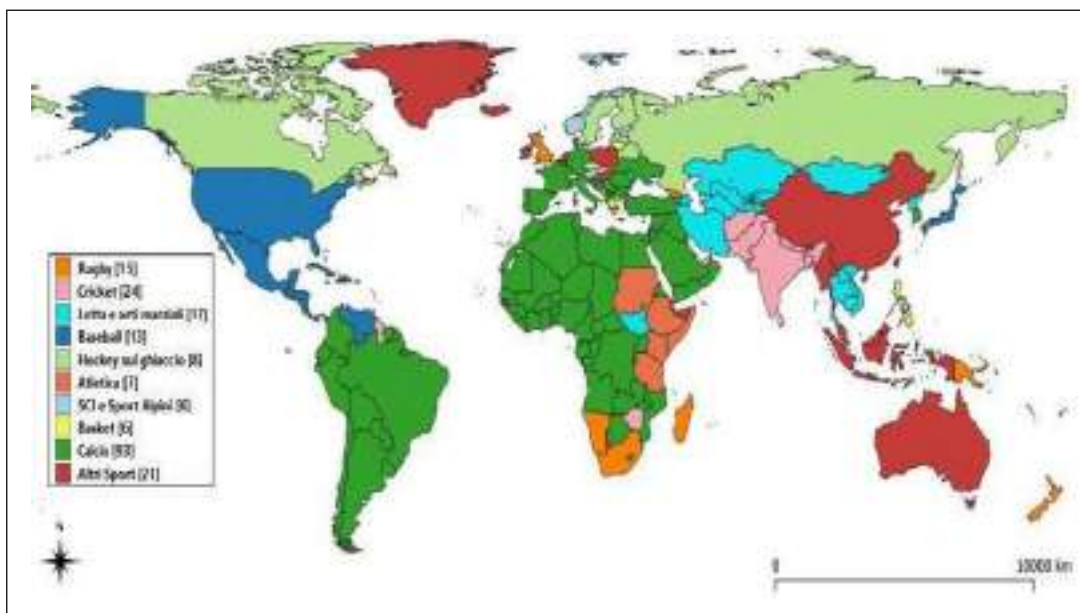 Rugby [15]
Cricket [24]
Lotta e arti marziali [17]
Baseball [13]
Hockey sul ghiaccio [8]
Atletica [7]
SCI e Sport Alpini [6]
Basket [6]
Calcio [93]
Altri Sport [21]
N
0 10000 km